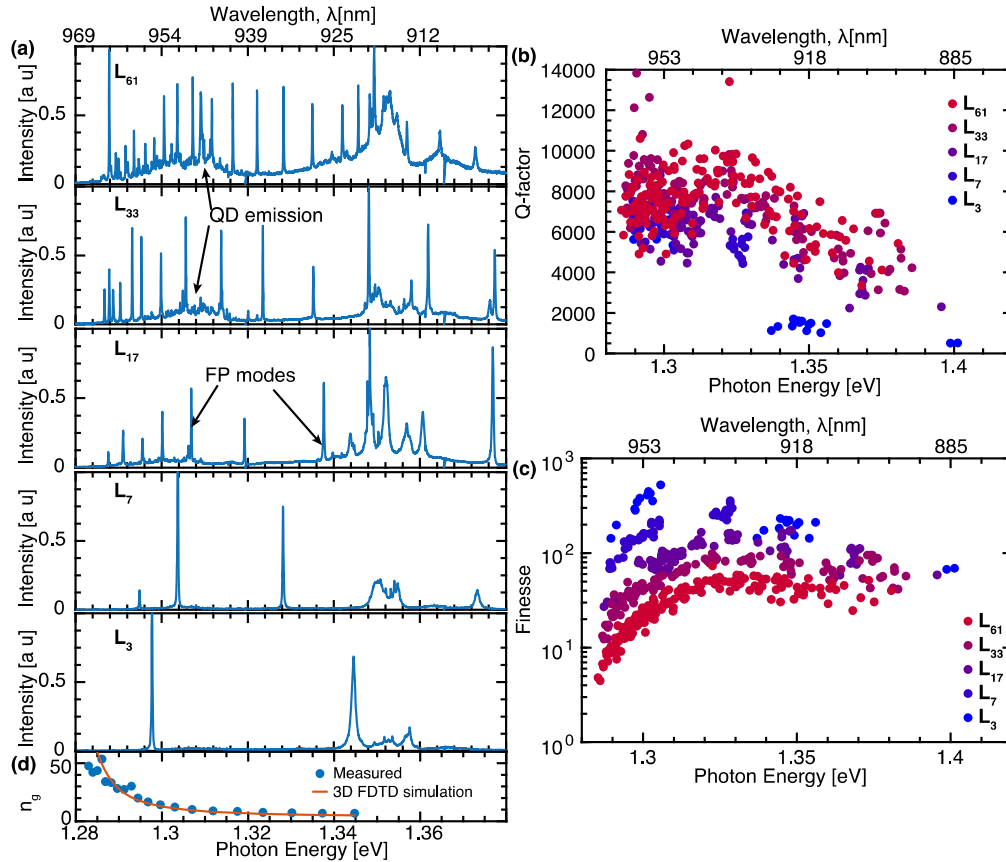 Wavelength, λ[nm]
969 954 939 925 912
(a)
L61
Intensity [a u]
0.5
0
QD emission
L33
Intensity [a u]
0.5
0
L17
FP modes
Intensity [a u]
0.5
0
L7
Intensity [a u]
0.5
0
L3
Intensity [a u]
0.5
0
(d)
Measured
3D FDTD simulation
ng
50
0
1.28 1.3 1.32 1.34 1.36
Photon Energy [eV]
Wavelength, λ[nm]
(b)
953 918 885
14000
12000
10000
8000
6000
4000
2000
0
Q-factor
L61
L33
L17
L7
L3
1.3 1.35 1.4
Photon Energy [eV]
Wavelength, λ[nm]
(c)
953 918 885
10³
10²
10¹
10⁰
Finesse
L61
L33
L17
L7
L3
1.3 1.35 1.4
Photon Energy [eV]